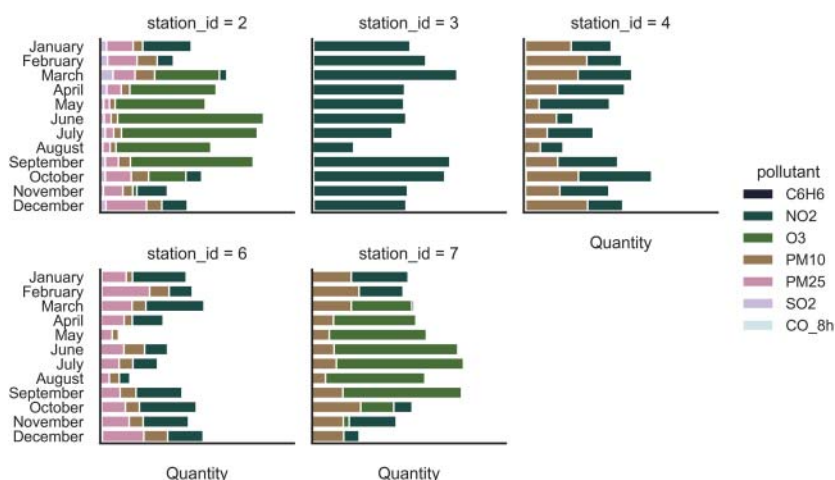 station_id = 2
station_id = 3
station_id = 4
January
February
March
April
May
June
July
August
September
October
November
December
pollutant
C6H6
NO2
O3
PM10
PM25
SO2
CO_8h
Quantity
station_id = 6
station_id = 7
January
February
March
April
May
June
July
August
September
October
November
December
Quantity
Quantity